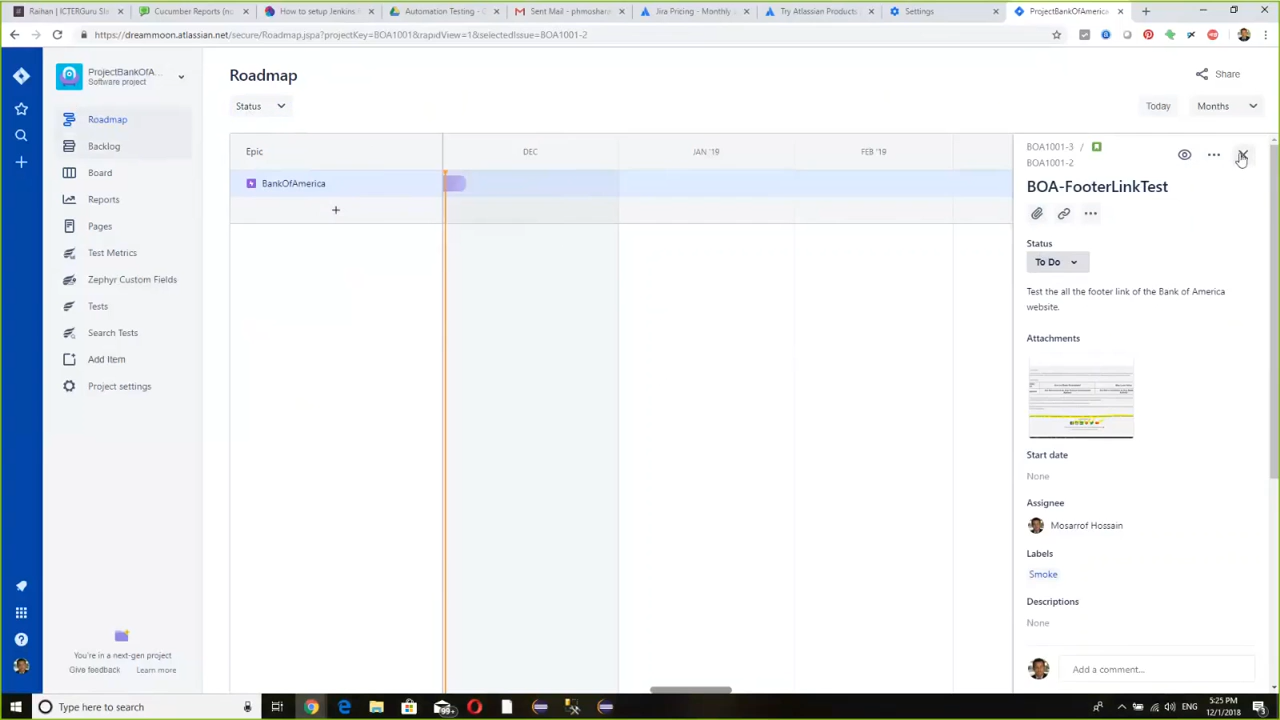 Raihan | ICTERGuru Sli
Cucumber Reports (n
How to setup Jenkins
Automation Testing -
Sent Mail - phmoshar
Jira Pricing - Monthly
Try Atlassian Products
Settings
ProjectBankOfAmerica
https://dreammoon.atlassian.net/secure/Roadmap.jspa?projectKey=BOA1001&rapidView=1&selectedIssue=BOA1001-2
ProjectBankOfA...
Software project
Roadmap
Backlog
Board
Reports
Pages
Test Metrics
Zephyr Custom Fields
Tests
Search Tests
Add Item
Project settings
You're in a next-gen project
Give feedback Learn more
Roadmap
Share
Status
Today
Months
Epic
DEC
JAN '19
FEB '19
BankOfAmerica
BOA1001-3 /
BOA1001-2
BOA-FooterLinkTest
Status
To Do
Test the all the footer link of the Bank of America
website.
Attachments
Start date
None
Assignee
Mosarrof Hossain
Labels
Smoke
Descriptions
None
Add a comment...
Type here to search
99+
ENG
5:25 PM
12/1/2018
3